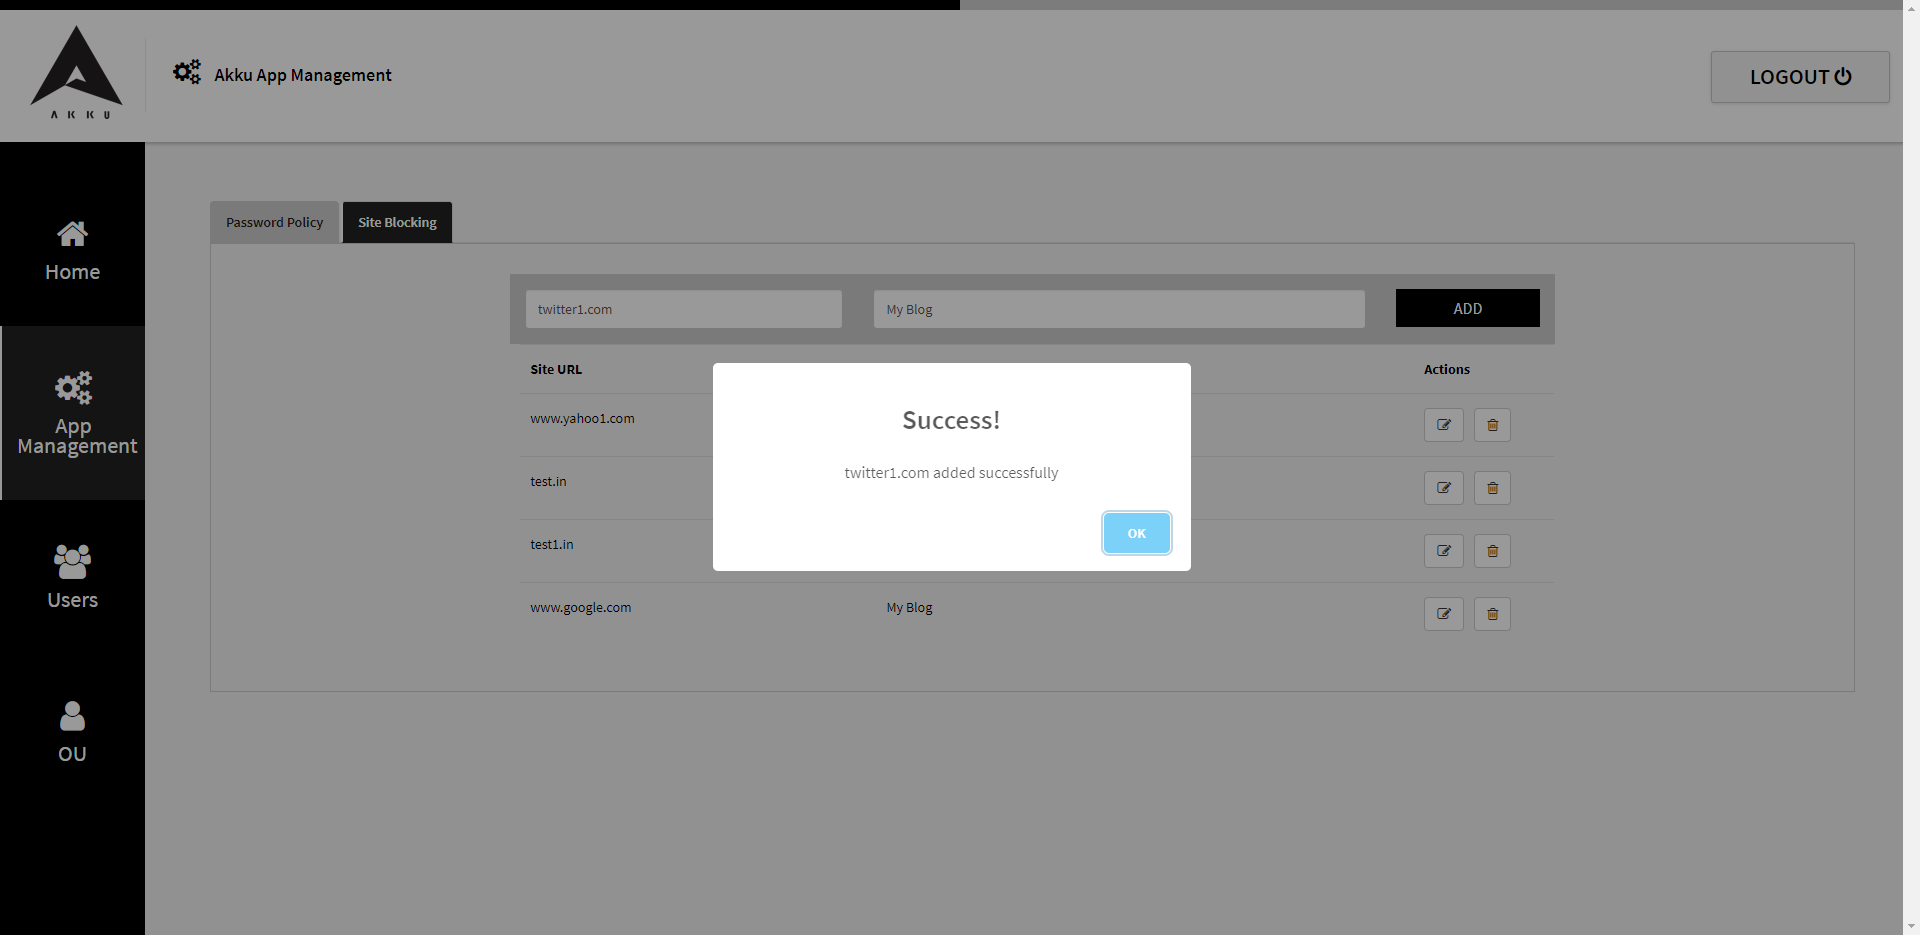 AKKU
Akku App Management
LOGOUT
Home
App
Management
Users
OU
Password Policy
Site Blocking
twitter1.com
My Blog
ADD
Site URL
Actions
www.yahoo1.com
test.in
test1.in
www.google.com
My Blog
Success!
twitter1.com added successfully
OK